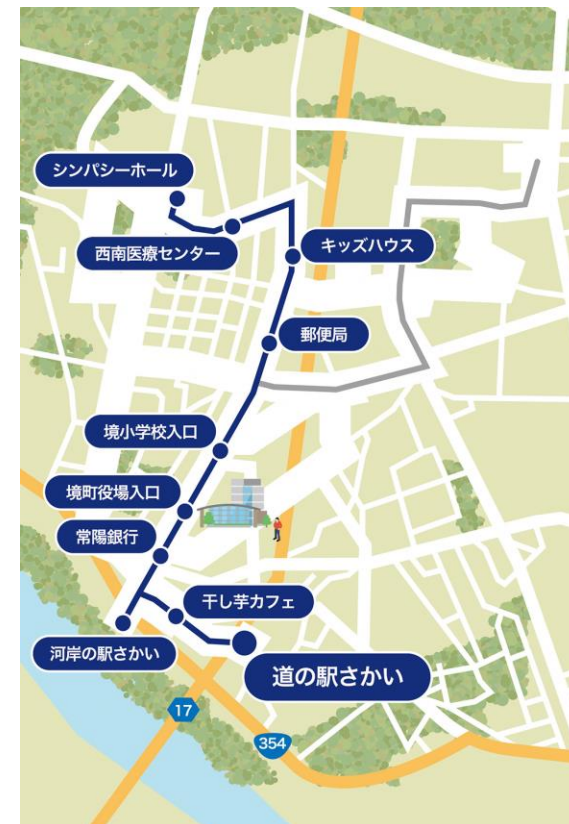 シンパシーホール
西南医療センター
キッズハウス
郵便局
境小学校入口
境町役場入口
常陽銀行
干し芋カフェ
河岸の駅さかい
道の駅さかい
17
354